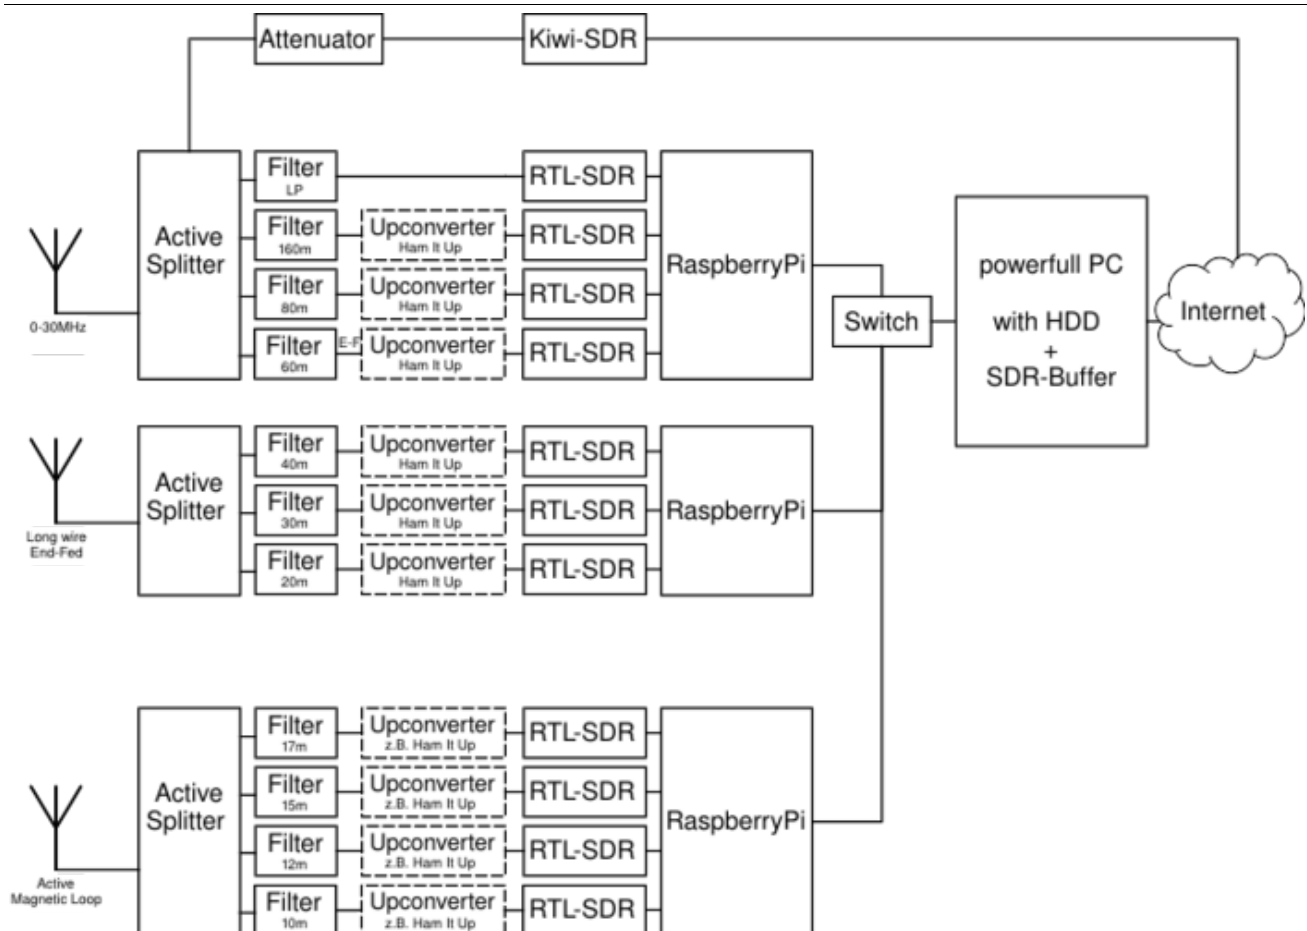 Attenuator
Kiwi-SDR
Filter
LP
RTL-SDR
Filter
160m
Upconverter
Ham It Up
RTL-SDR
Active
Splitter
RaspberryPi
Filter
80m
Upconverter
Ham It Up
RTL-SDR
0-30MHz
Filter
60m
E-F
Upconverter
Ham It Up
RTL-SDR
Switch
powerfull PC
with HDD
+
SDR-Buffer
Internet
Filter
40m
Upconverter
Ham It Up
RTL-SDR
Active
Splitter
Filter
30m
Upconverter
Ham It Up
RTL-SDR
RaspberryPi
Long wire
End-Fed
Filter
20m
Upconverter
Ham It Up
RTL-SDR
Filter
17m
Upconverter
z.B. Ham It Up
RTL-SDR
Active
Splitter
Filter
15m
Upconverter
z.B. Ham It Up
RTL-SDR
RaspberryPi
Filter
12m
Upconverter
z.B. Ham It Up
RTL-SDR
Active
Magnetic Loop
Filter
10m
Upconverter
z.B. Ham It Up
RTL-SDR